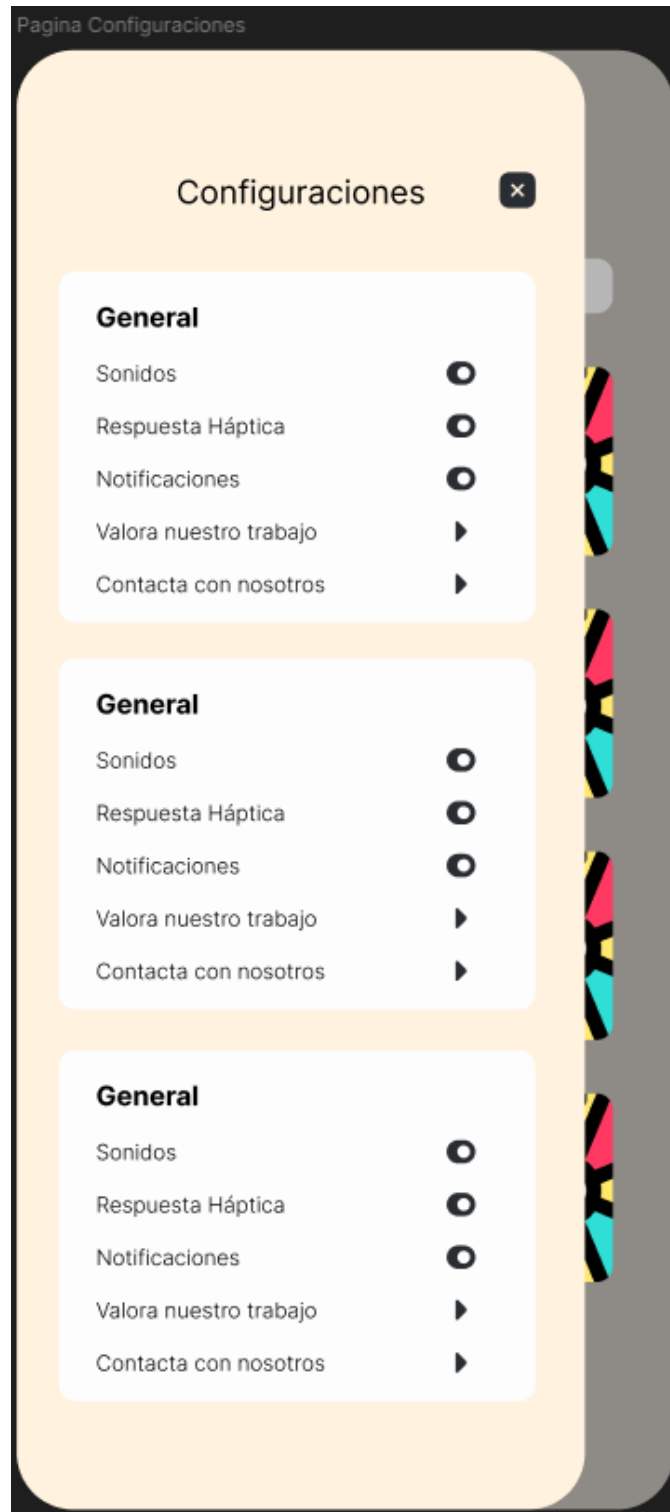 Pagina Configuraciones
Configuraciones
General
Sonidos
Respuesta Háptica
Notificaciones
Valora nuestro trabajo
Contacta con nosotros
General
Sonidos
Respuesta Háptica
Notificaciones
Valora nuestro trabajo
Contacta con nosotros
General
Sonidos
Respuesta Háptica
Notificaciones
Valora nuestro trabajo
Contacta con nosotros